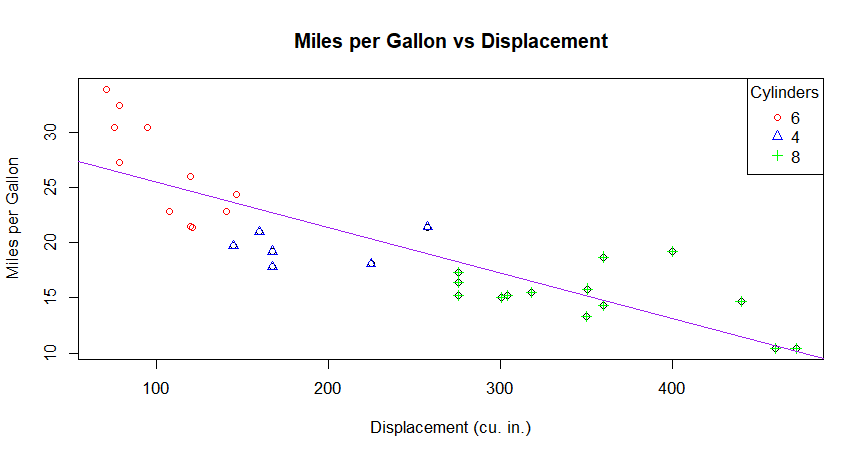 Miles per Gallon vs Displacement
Miles per Gallon
30
25
20
15
10
Cylinders
6
4
8
100 200 300 400
Displacement (cu. in.)